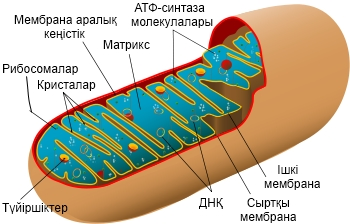 АТФ-синтаза
молекулалары
Мембрана аралық
кеңістік
Матрикс
Рибосомалар
Кристалар
Түйіршіктер
ДНҚ
Ішкі
мембрана
Сыртқы
мембрана